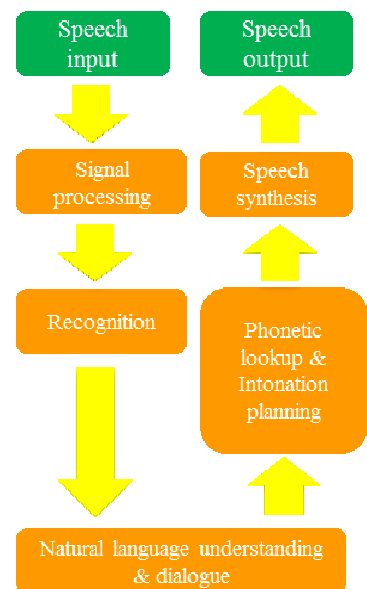 Speech
input
Speech
output
Signal
processing
Speech
synthesis
Recognition
Phonetic
lookup &
Intonation
planning
Natural language understanding
& dialogue